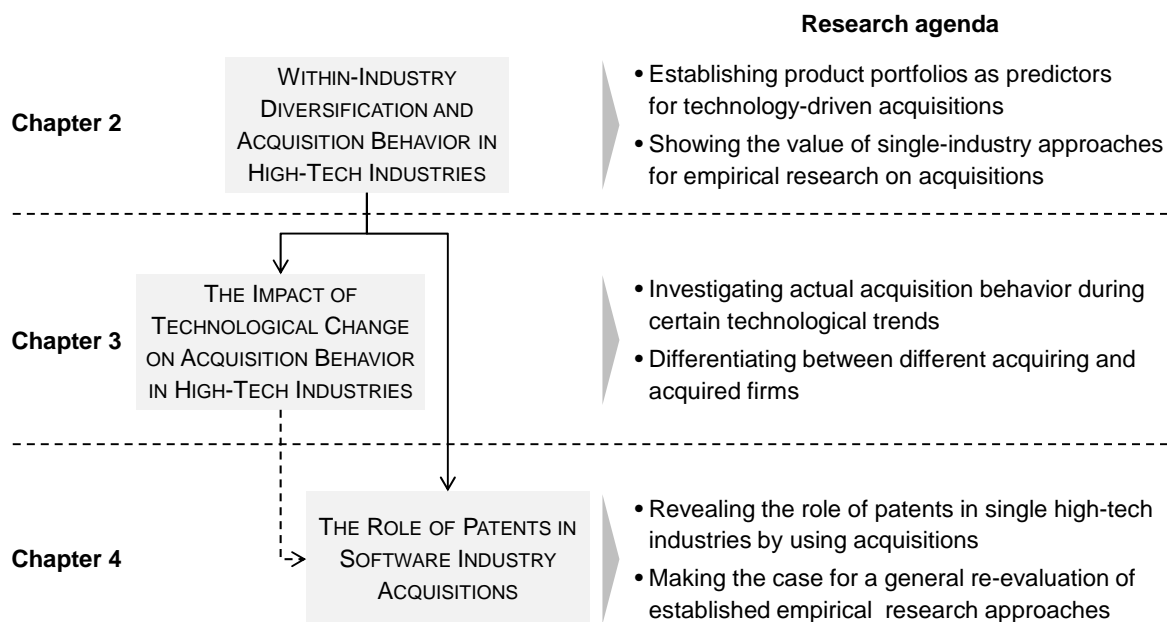 Research agenda
Chapter 2
WITHIN-INDUSTRY
DIVERSIFICATION AND
ACQUISITION BEHAVIOR IN
HIGH-TECH INDUSTRIES
• Establishing product portfolios as predictors
for technology-driven acquisitions
• Showing the value of single-industry approaches
for empirical research on acquisitions
Chapter 3
THE IMPACT OF
TECHNOLOGICAL CHANGE
ON ACQUISITION BEHAVIOR
IN HIGH-TECH INDUSTRIES
• Investigating actual acquisition behavior during
certain technological trends
• Differentiating between different acquiring and
acquired firms
Chapter 4
THE ROLE OF PATENTS IN
SOFTWARE INDUSTRY
ACQUISITIONS
• Revealing the role of patents in single high-tech
industries by using acquisitions
• Making the case for a general re-evaluation of
established empirical research approaches